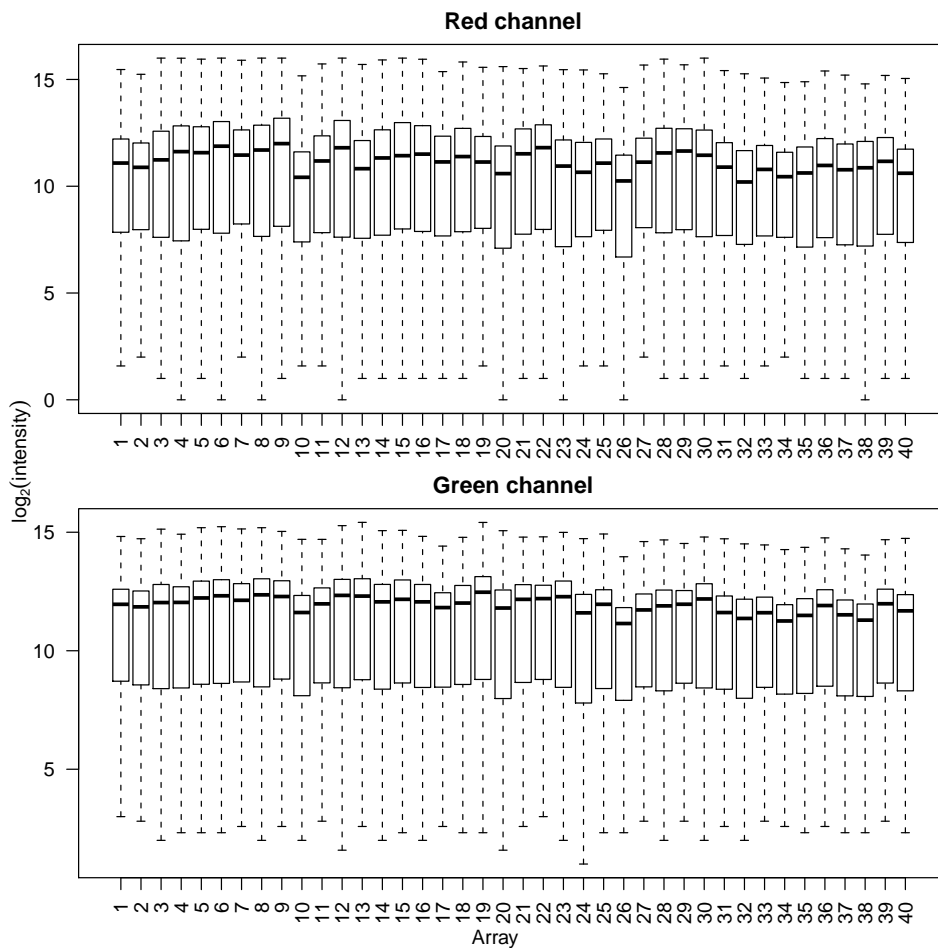 Red channel
15
10
5
0
1 2 3 4 5 6 7 8 9 10 11 12 13 14 15 16 17 18 19 20 21 22 23 24 25 26 27 28 29 30 31 32 33 34 35 36 37 38 39 40
log₂(intensity)
Green channel
15
10
5
1 2 3 4 5 6 7 8 9 10 11 12 13 14 15 16 17 18 19 20 21 22 23 24 25 26 27 28 29 30 31 32 33 34 35 36 37 38 39 40
Array